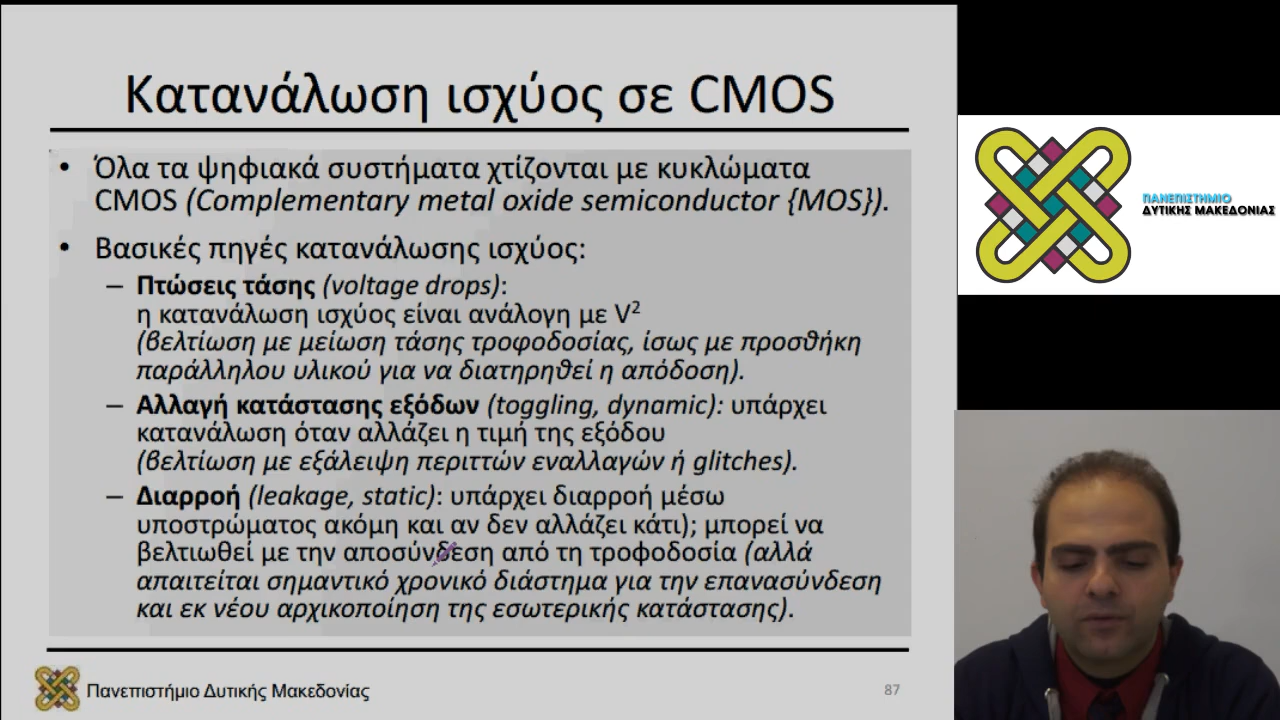 Κατανάλωση ισχύος σε CMOS
• Όλα τα ψηφιακά συστήματα χτίζονται με κυκλώματα
CMOS (Complementary metal oxide semiconductor {MOS}).
• Βασικές πηγές κατανάλωσης ισχύος:
– Πτώσεις τάσης (voltage drops):
η κατανάλωση ισχύος είναι ανάλογη με V²
(βελτίωση με μείωση τάσης τροφοδοσίας, ίσως με προσθήκη
παράλληλου υλικού για να διατηρηθεί η απόδοση).
– Αλλαγή κατάστασης εξόδων (toggling, dynamic): υπάρχει
κατανάλωση όταν αλλάζει η τιμή της εξόδου
(βελτίωση με εξάλειψη περιττών εναλλαγών ή glitches).
– Διαρροή (leakage, static): υπάρχει διαρροή μέσω
υποστρώματος ακόμη και αν δεν αλλάζει κάτι); μπορεί να
βελτιωθεί με την αποσύνδεση από τη τροφοδοσία (αλλά
απαιτείται σημαντικό χρονικό διάστημα για την επανασύνδεση
και εκ νέου αρχικοποίηση της εσωτερικής κατάστασης).
Πανεπιστήμιο Δυτικής Μακεδονίας
87
ΠΑΝΕΠΙΣΤΗΜΙΟ
ΔΥΤΙΚΗΣ ΜΑΚΕΔΟΝΙΑΣ